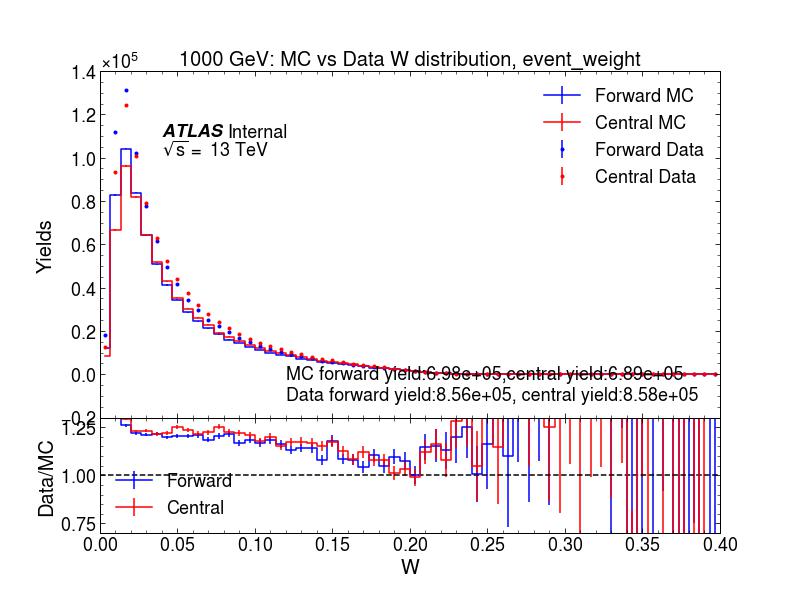 ×10⁵ 1000 GeV: MC vs Data W distribution, event_weight
1.4
Forward MC
1.2
Central MC
ATLAS Internal
√s = 13 TeV
Forward Data
1.0
Central Data
0.8
Yields
0.6
0.4
0.2
0.0
MC forward yield:6.98e+05,central yield:6.89e+05
Data forward yield:8.56e+05, central yield:8.58e+05
0.2
1.25
Data/MC
1.00
Forward
Central
0.75
0.00 0.05 0.10 0.15 0.20 0.25 0.30 0.35 0.40
W